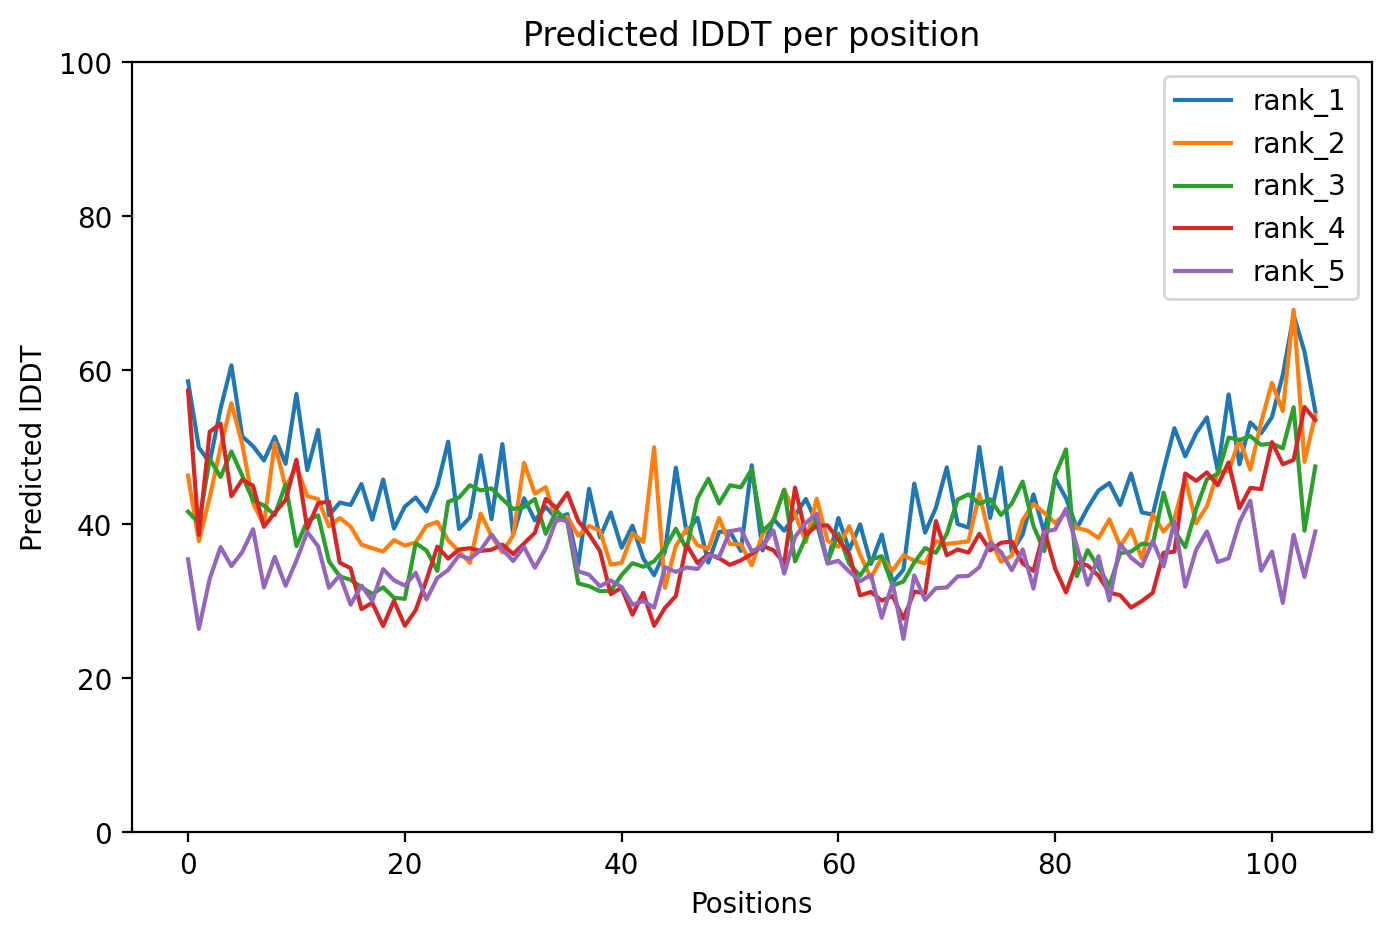 Predicted lDDT per position
100
80
60
40
20
0
Predicted lDDT
rank_1
rank_2
rank_3
rank_4
rank_5
0 20 40 60 80 100
Positions